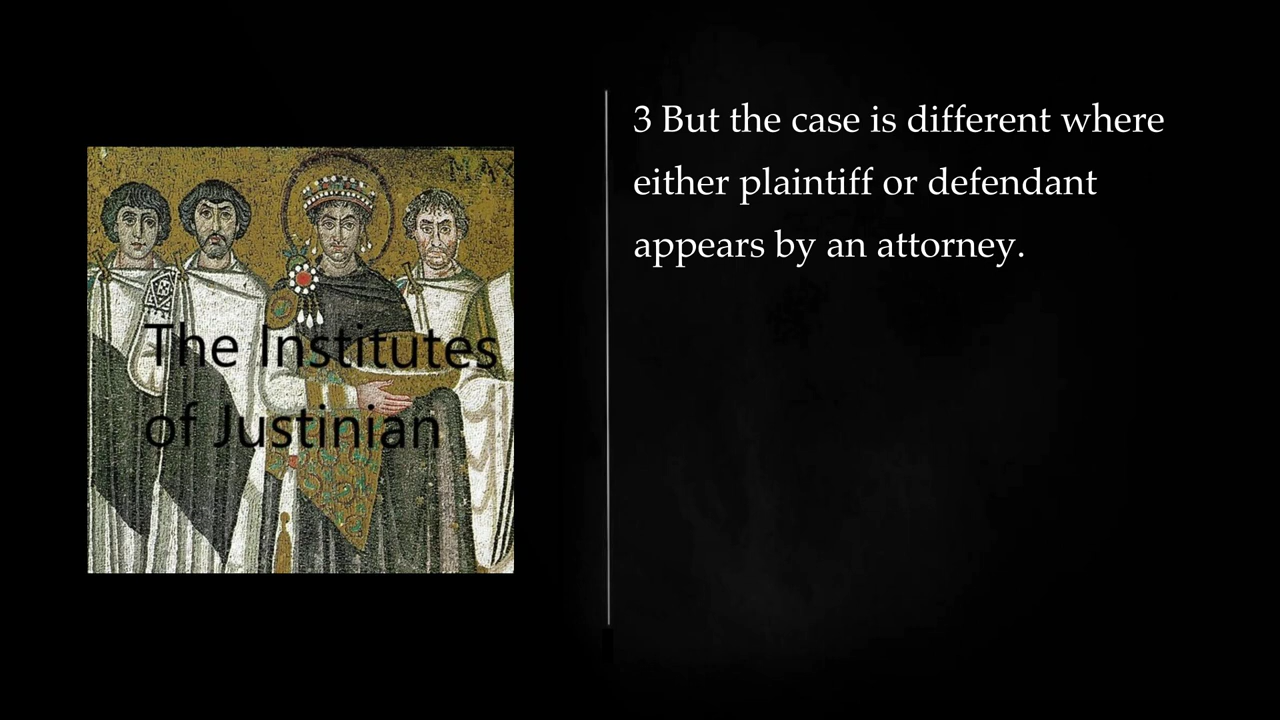 MAX
The Institutes
of Justinian
3 But the case is different where
either plaintiff or defendant
appears by an attorney.